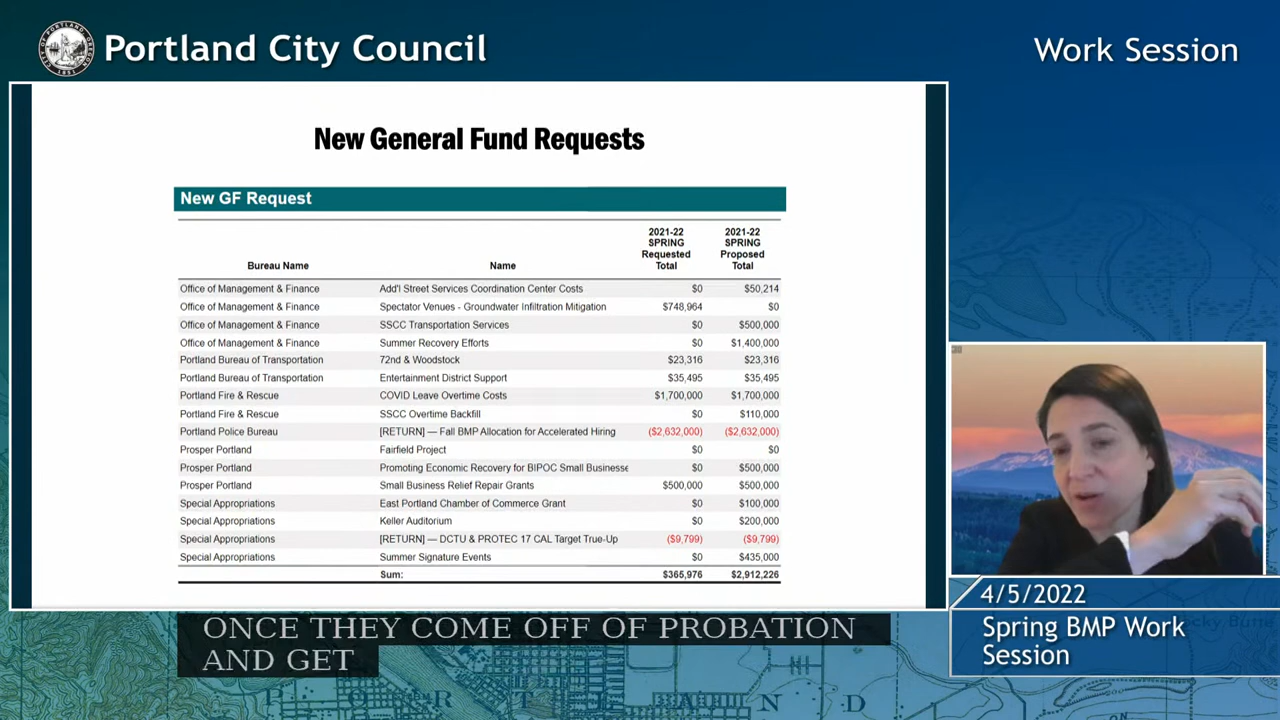 Portland City Council
Work Session
New General Fund Requests
New GF Request
Bureau Name Name 2021-22 SPRING Requested Total 2021-22 SPRING Proposed Total
Office of Management & Finance Add'l Street Services Coordination Center Costs $0 $50,214
Office of Management & Finance Spectator Venues - Groundwater Infiltration Mitigation $748,964 $0
Office of Management & Finance SSCC Transportation Services $0 $500,000
Office of Management & Finance Summer Recovery Efforts $0 $1,400,000
Portland Bureau of Transportation 72nd & Woodstock $23,316 $23,316
Portland Bureau of Transportation Entertainment District Support $35,495 $35,495
Portland Fire & Rescue COVID Leave Overtime Costs $1,700,000 $1,700,000
Portland Fire & Rescue SSCC Overtime Backfill $0 $110,000
Portland Police Bureau [RETURN] — Fall BMP Allocation for Accelerated Hiring ($2,632,000) ($2,632,000)
Prosper Portland Fairfield Project $0 $0
Prosper Portland Promoting Economic Recovery for BIPOC Small Businesse $0 $500,000
Prosper Portland Small Business Relief Repair Grants $500,000 $500,000
Special Appropriations East Portland Chamber of Commerce Grant $0 $100,000
Special Appropriations Keller Auditorium $0 $200,000
Special Appropriations [RETURN] — DCTU & PROTEC 17 CAL Target True-Up ($9,799) ($9,799)
Special Appropriations Summer Signature Events $0 $435,000
Sum: $365,976 $2,912,226
4/5/2022
Spring BMP Work
Session
ONCE THEY COME OFF OF PROBATION
AND GET